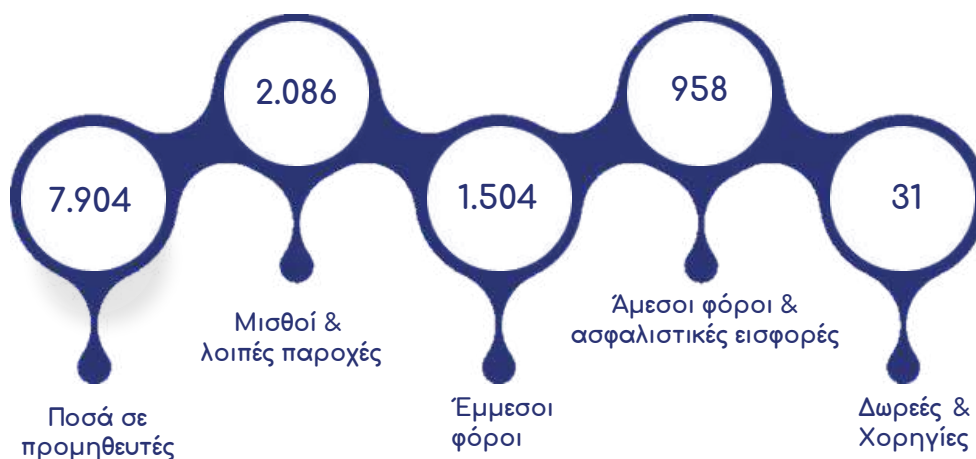 7.904
Ποσά σε
προμηθευτές
2.086
Μισθοί &
λοιπές παροχές
1.504
Έμμεσοι
φόροι
958
Άμεσοι φόροι &
ασφαλιστικές εισφορές
31
Δωρεές &
Χορηγίες